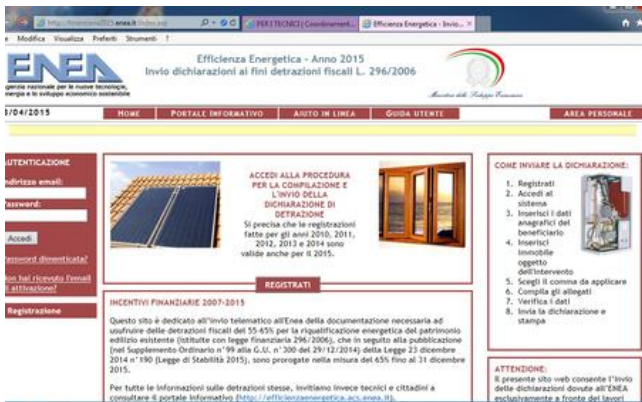 http://finanziaria2015.enea.it/index.asp
PER I TECNICI | Coordinament...
Efficienza Energetica - Invio... ×
Modifica Visualizza Preferiti Strumenti ?
ENEA
Efficienza Energetica - Anno 2015
Invio dichiarazioni ai fini detrazioni fiscali L. 296/2006
genzia nazionale per le nuove tecnologie,
energia e lo sviluppo economico sostenibile
Ministero dello Sviluppo Economico
/04/2015
HOME
PORTALE INFORMATIVO
AIUTO IN LINEA
GUIDA UTENTE
AREA PERSONALE
AUTENTICAZIONE
ndirizzo email:
assword:
Accedi
assword dimenticata?
on hai ricevuto l'email
i attivazione?
Registrazione
ACCEDI ALLA PROCEDURA
PER LA COMPILAZIONE E
L'INVIO DELLA
DICHIARAZIONE DI
DETRAZIONE
Si precisa che le registrazioni
fatte per gli anni 2010, 2011,
2012, 2013 e 2014 sono
valide anche per il 2015.
REGISTRATI
INCENTIVI FINANZIARIE 2007-2015
Questo sito è dedicato all'invio telematico all'Enea della documentazione necessaria ad
usufruire delle detrazioni fiscali del 55-65% per la riqualificazione energetica del patrimonio
edilizio esistente (istituite con legge finanziaria 296/2006), che in seguito alla pubblicazione
(nel Supplemento Ordinario n°99 alla G.U. n°300 del 29/12/2014) della Legge 23 dicembre
2014 n°190 (Legge di Stabilità 2015), sono prorogate nella misura del 65% fino al 31 dicembre
2015.
Per tutte le informazioni sulle detrazioni stesse, invitiamo invece tecnici e cittadini a
consultare il portale informativo (http://efficienzaenergetica.acs.enea.it).
COME INVIARE LA DICHIARAZIONE:
1. Registrati
2. Accedi al
sistema
3. Inserisci i dati
anagrafici del
beneficiario
4. Inserisci
Immobile
oggetto
dell'intervento
5. Scegli il comma da applicare
6. Compila gli allegati
7. Verifica i dati
8. Invia la dichiarazione e
stampa
ATTENZIONE:
Il presente sito web consente l'invio
delle dichiarazioni dovute all'ENEA
esclusivamente a fronte dei lavori